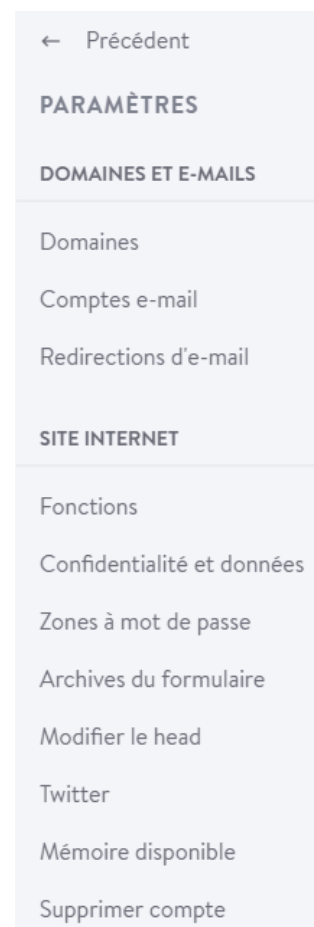 ← Précédent
PARAMÈTRES
DOMAINES ET E-MAILS
Domaines
Comptes e-mail
Redirections d'e-mail
SITE INTERNET
Fonctions
Confidentialité et données
Zones à mot de passe
Archives du formulaire
Modifier le head
Twitter
Mémoire disponible
Supprimer compte